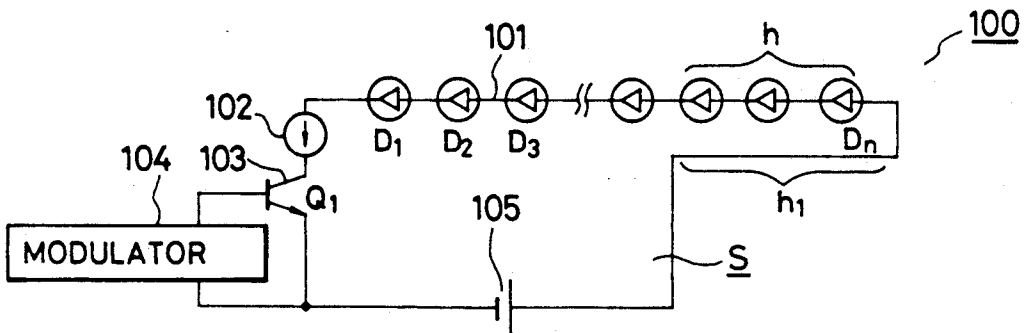 100
h
101
102
D1 D2 D3 Dn
103
104
Q1
h1
MODULATOR
105
S